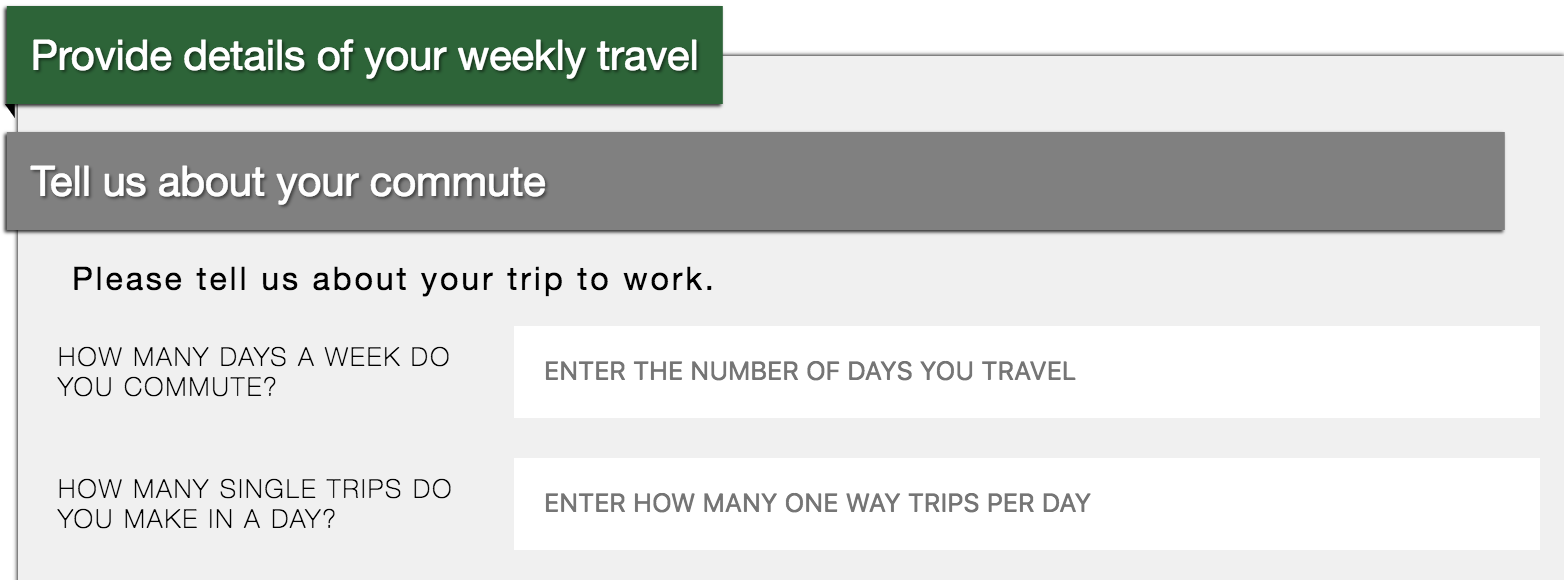 Provide details of your weekly travel
Tell us about your commute
Please tell us about your trip to work.
HOW MANY DAYS A WEEK DO
YOU COMMUTE?
ENTER THE NUMBER OF DAYS YOU TRAVEL
HOW MANY SINGLE TRIPS DO
YOU MAKE IN A DAY?
ENTER HOW MANY ONE WAY TRIPS PER DAY